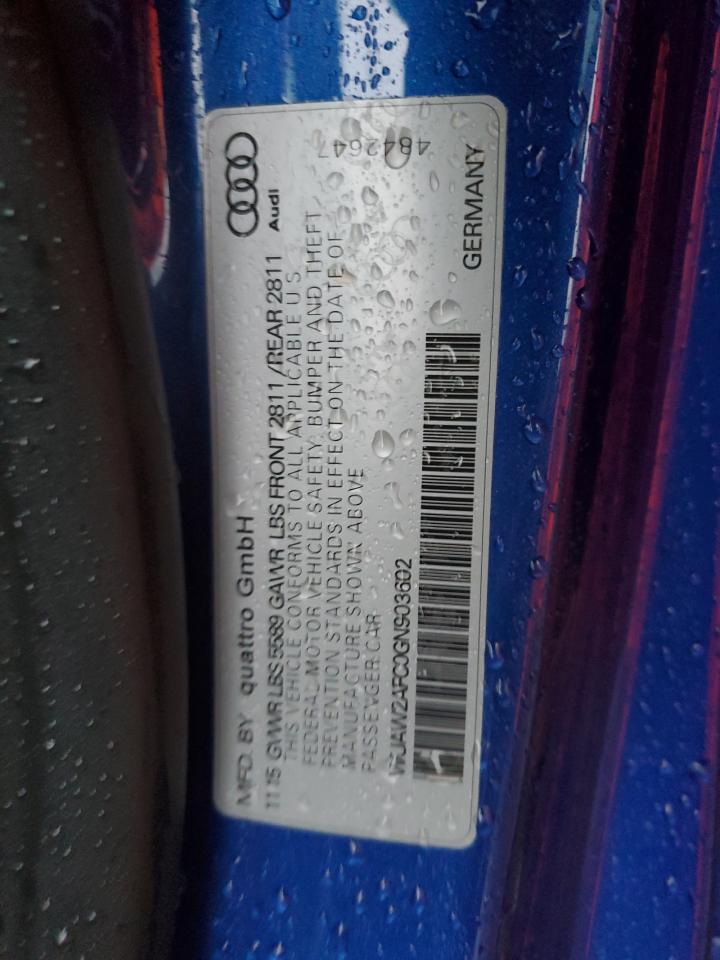 MFD. BY quattro GmbH
Audi
11.15 GVWR LBS 5589 GAWR LBS FRONT 2811 / REAR 2811
THIS VEHICLE CONFORMS TO ALL APPLICABLE U.S.
FEDERAL MOTOR VEHICLE SAFETY, BUMPER AND THEFT
PREVENTION STANDARDS IN EFFECT ON THE DATE OF
MANUFACTURE SHOWN ABOVE
PASSENGER CAR
4842647
WUAW2AFC0GN903602
GERMANY